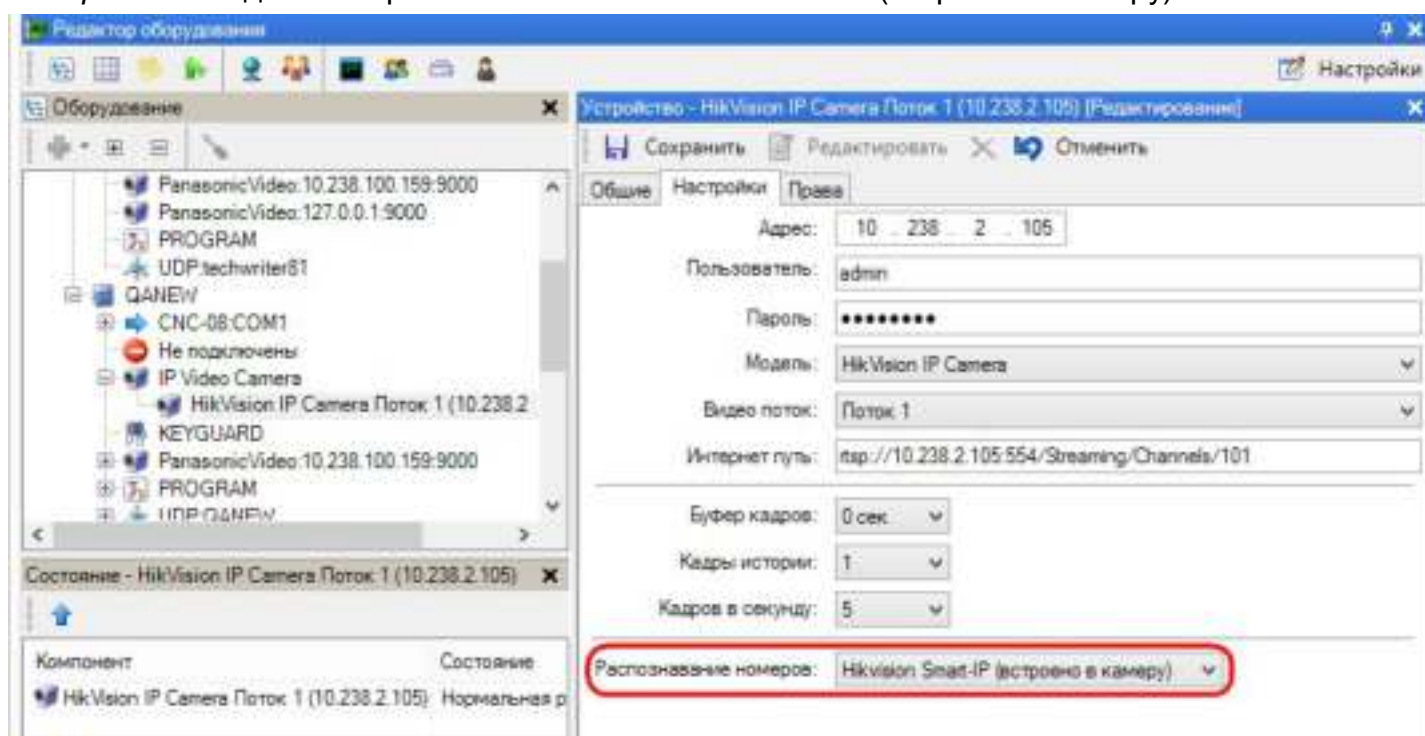 Редактор оборудования
Настройки
Оборудование
PanasonicVideo:10.238.100.159:9000
PanasonicVideo:127.0.0.1:9000
PROGRAM
UDP:techwriter81
QANEW
CNC-08:COM1
Не подключены
IP Video Camera
HikVision IP Camera Поток 1 (10.238.2
KEYGUARD
PanasonicVideo:10.238.100.159:9000
PROGRAM
UDP:QANEW
Состояние - HikVision IP Camera Поток 1 (10.238.2.105)
Компонент Состояние
HikVision IP Camera Поток 1 (10.238.2.105) Нормальная р
Устройство - HikVision IP Camera Поток 1 (10.238.2.105) [Редактирование]
Сохранить Редактировать Отменить
Общие Настройки Права
Адрес: 10 . 238 . 2 . 105
Пользователь: admin
Пароль: ●●●●●●●●
Модель: HikVision IP Camera
Видео поток: Поток 1
Интернет путь: rtsp://10.238.2.105:554/Streaming/Channels/101
Буфер кадров: 0 сек
Кадры истории: 1
Кадров в секунду: 5
Распознавание номеров: Hikvision Smart-IP (встроено в камеру)